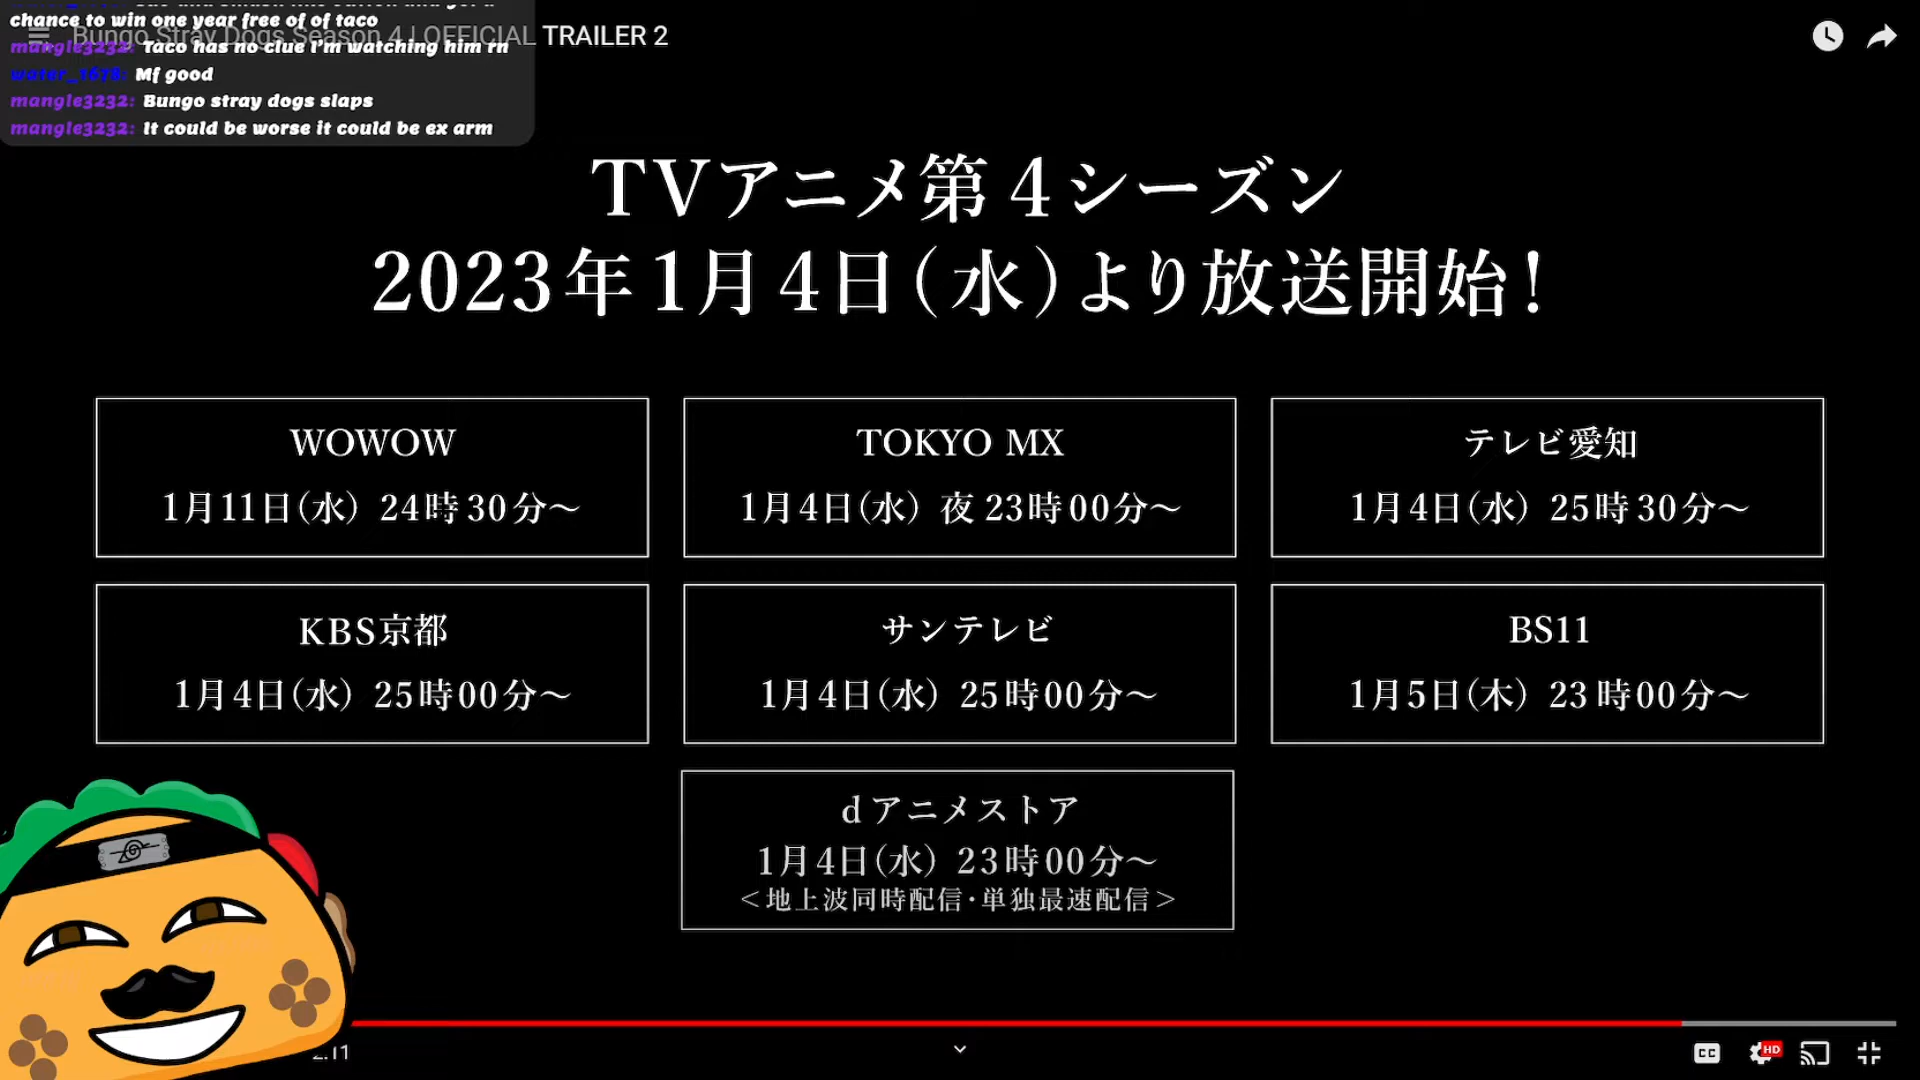 chance to win one year free of of taco
Bungo Stray Dogs Season 4 | OFFICIAL TRAILER 2
mangle3232: Taco has no clue I'm watching him rn
water_1678: Mf good
mangle3232: Bungo stray dogs slaps
mangle3232: It could be worse it could be ex arm
TVアニメ第4シーズン
2023年1月4日(水)より放送開始!
WOWOW
1月11日(水) 24時30分〜
TOKYO MX
1月4日(水) 夜23時00分〜
テレビ愛知
1月4日(水) 25時30分〜
KBS京都
1月4日(水) 25時00分〜
サンテレビ
1月4日(水) 25時00分〜
BS11
1月5日(木) 23時00分〜
dアニメストア
1月4日(水) 23時00分〜
<地上波同時配信・単独最速配信>
2:11
CC
HD